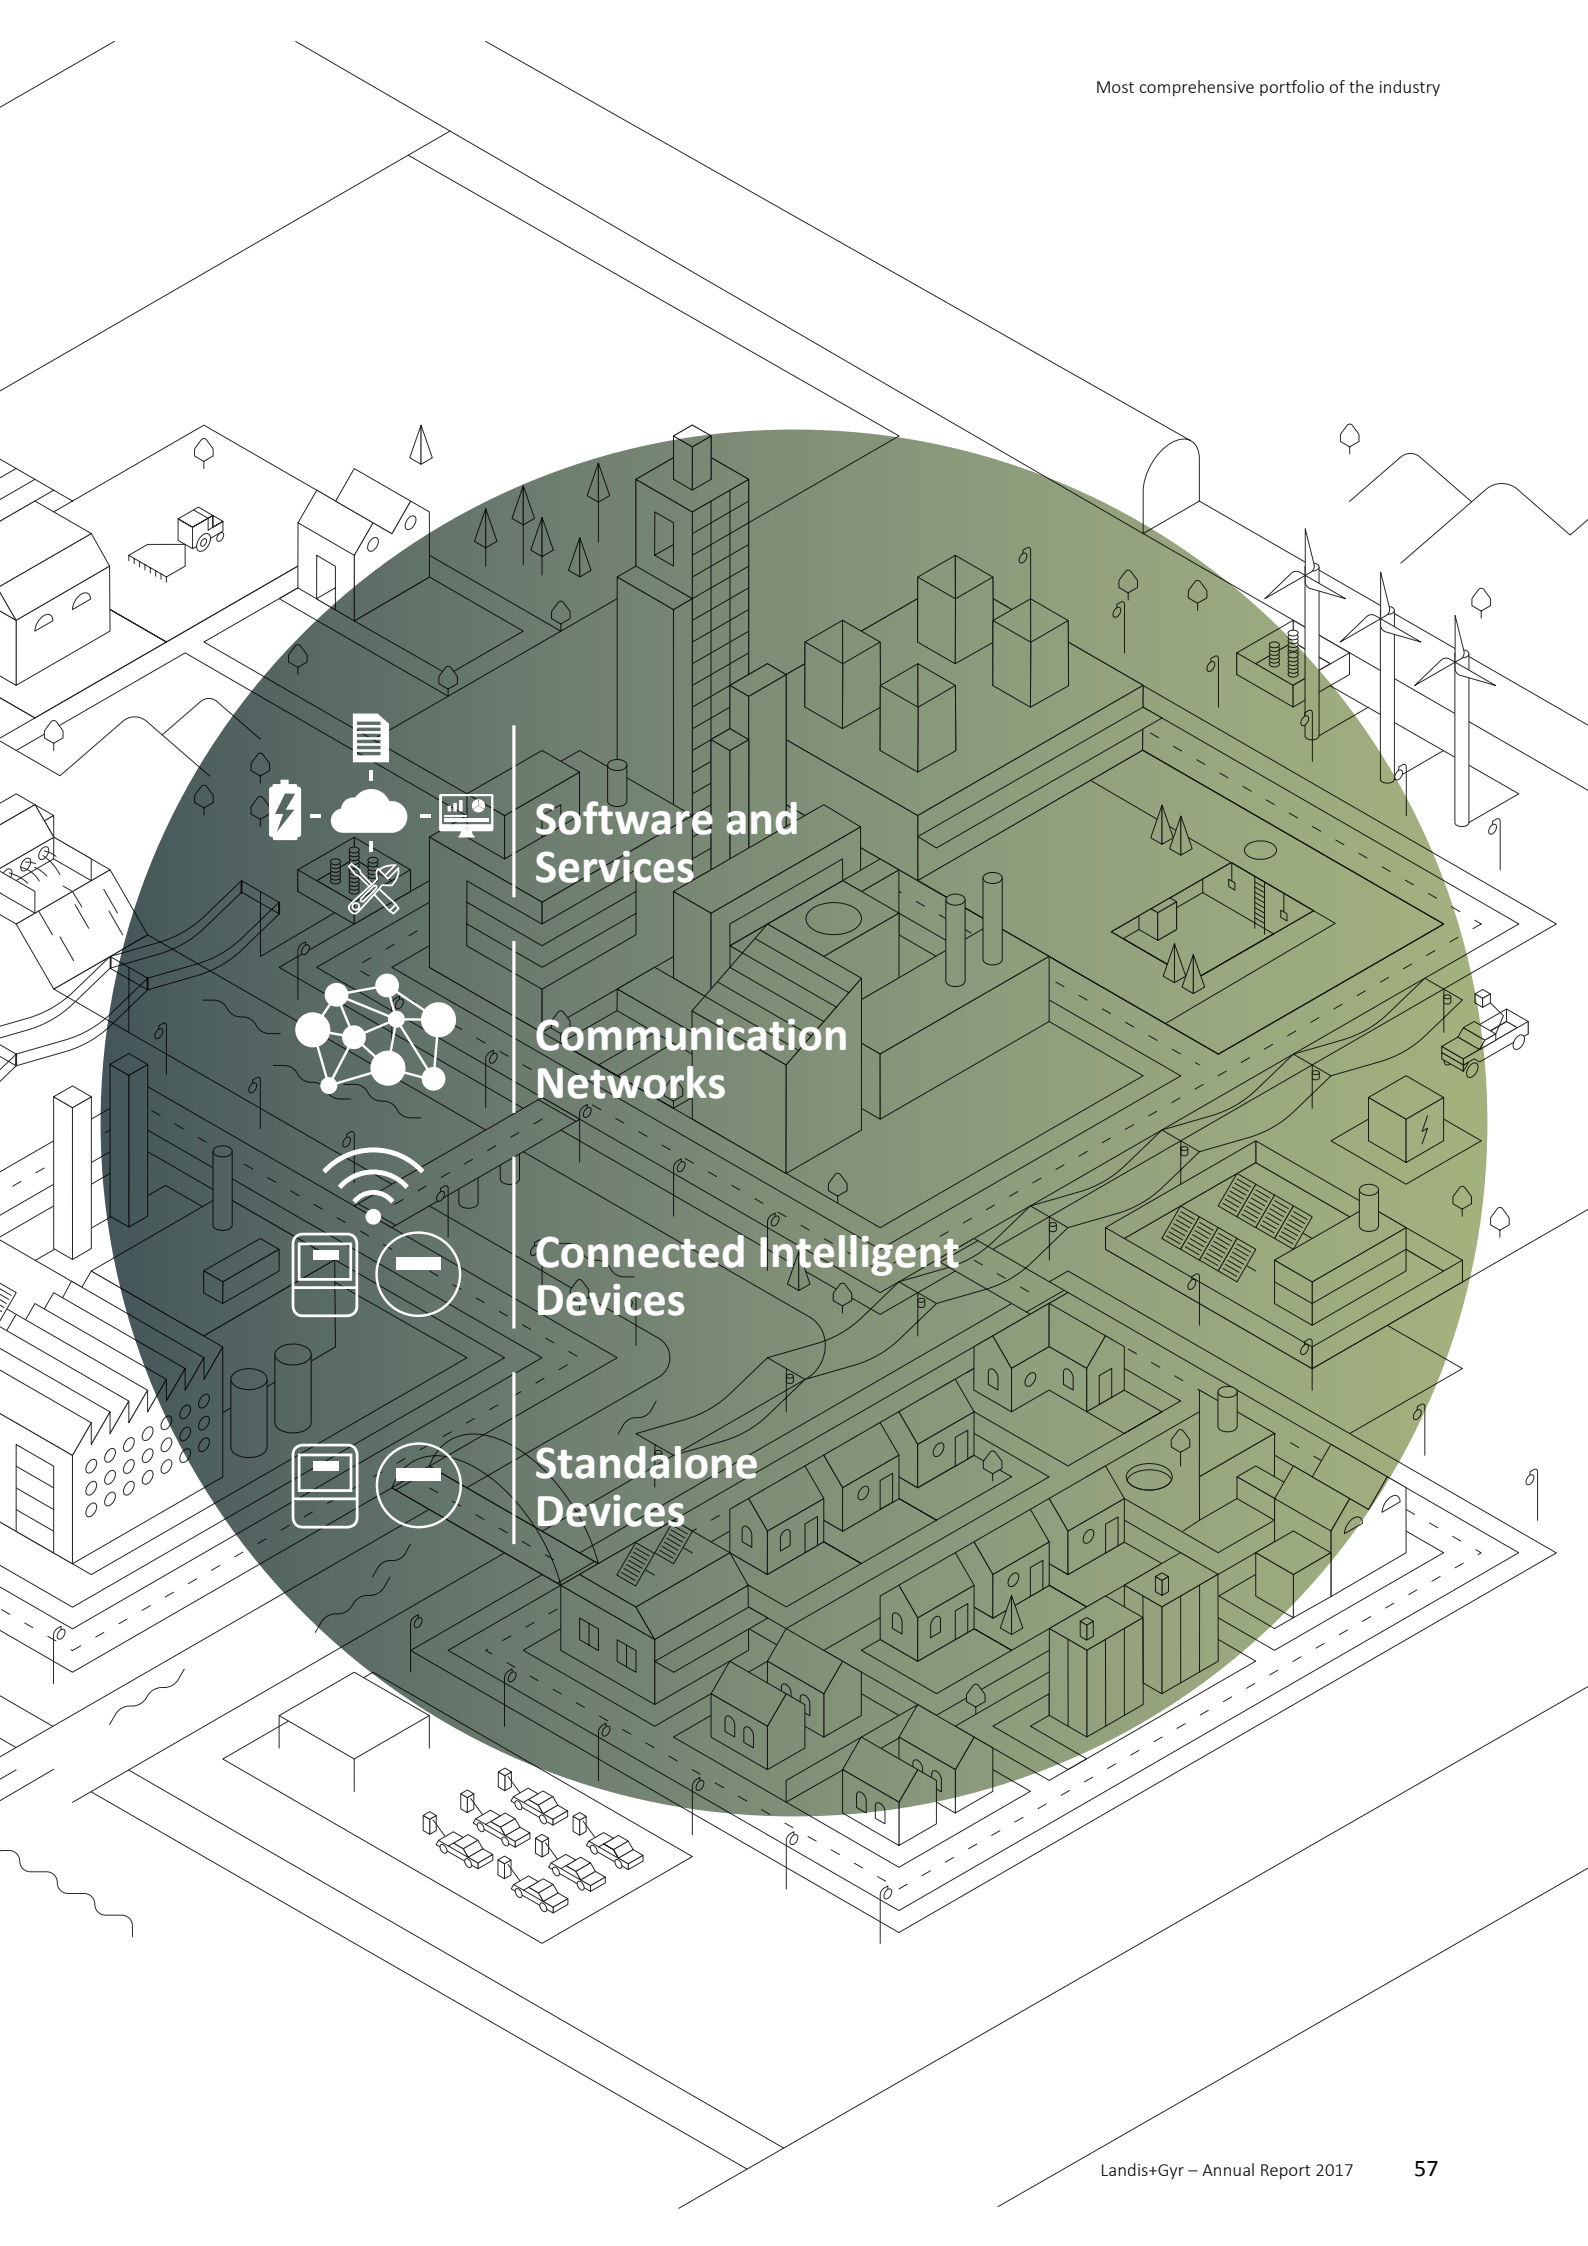 Most comprehensive portfolio of the industry
Software and
Services
Communication
Networks
Connected Intelligent
Devices
Standalone
Devices
Landis+Gyr – Annual Report 2017 57